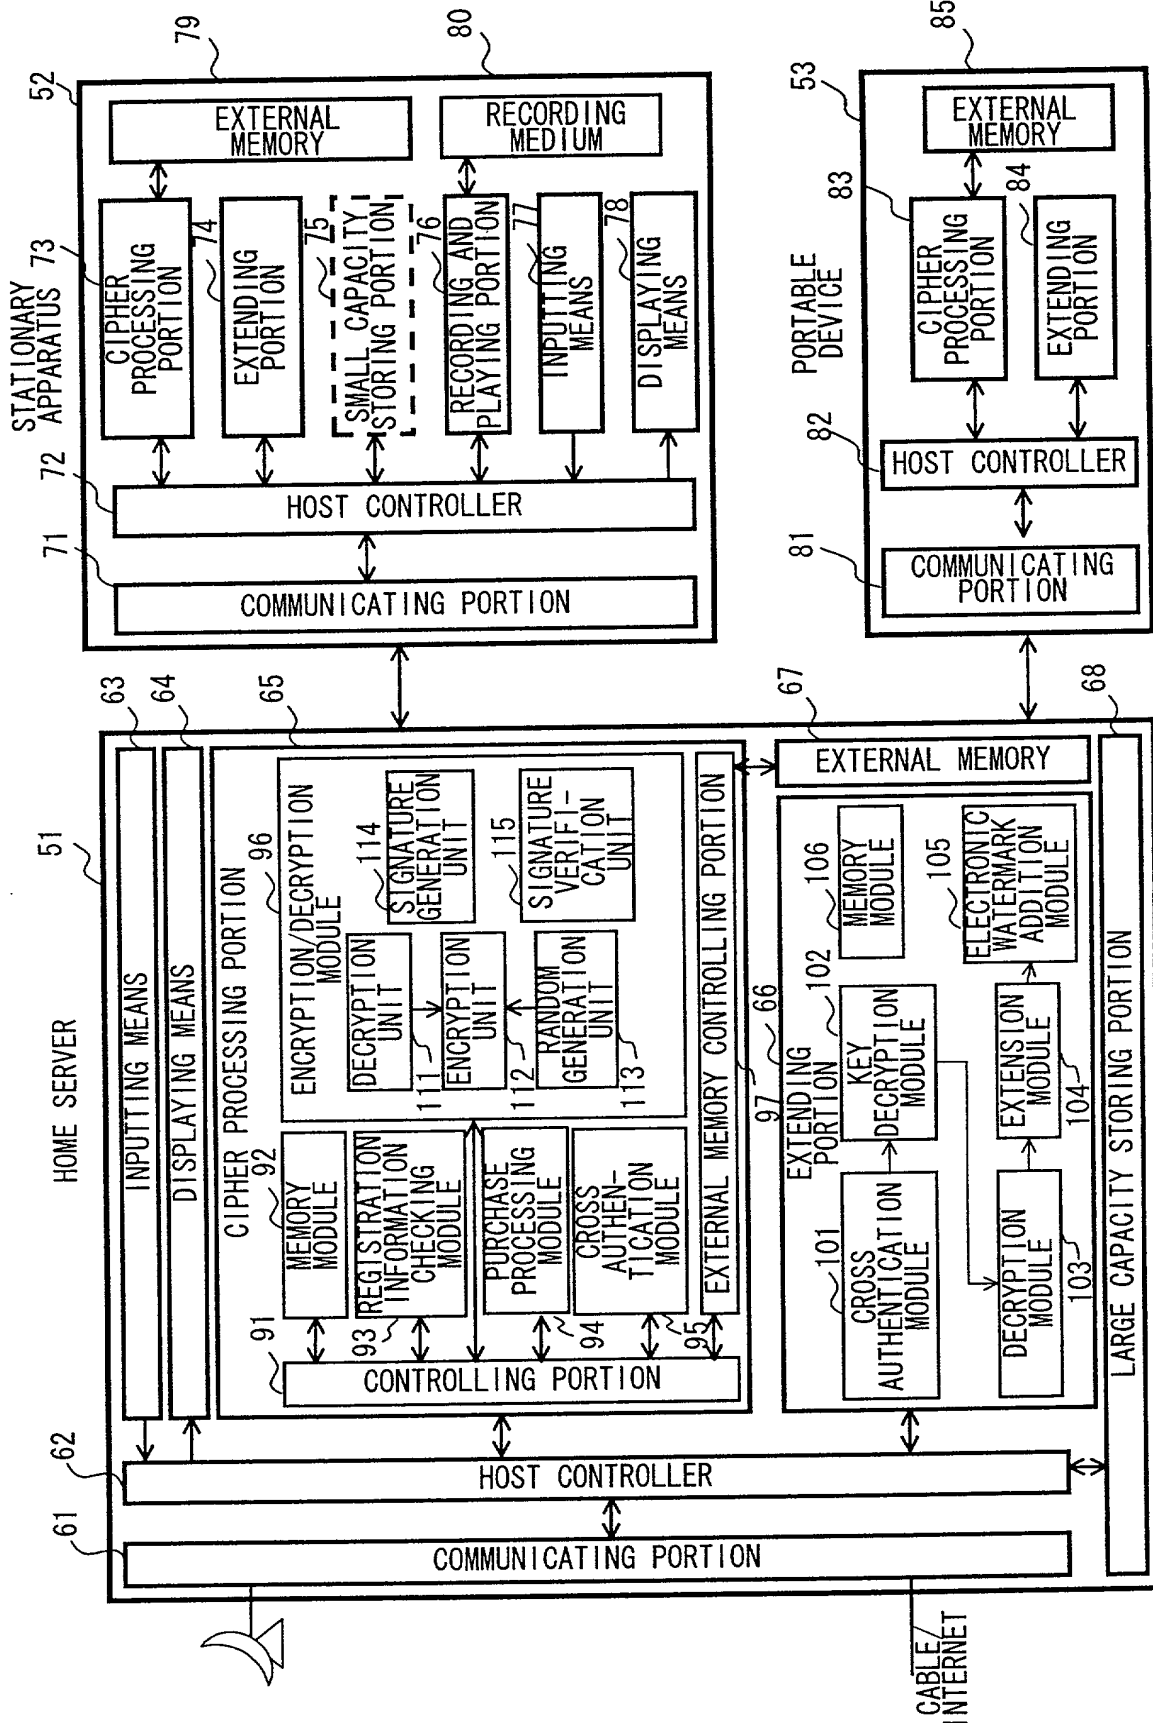 HOME SERVER
51
INPUTTING MEANS
63
DISPLAYING MEANS
64
CIPHER PROCESSING PORTION
65
ENCRYPTION/DECRYPTION
MODULE
96
DECRYPTION
UNIT
111
ENCRYPTION
UNIT
112
RANDOM
GENERATION
UNIT
113
SIGNATURE
GENERATION
UNIT
114
SIGNATURE
VERIFI-
CATION
UNIT
115
MEMORY
MODULE
92
REGISTRATION
INFORMATION
CHECKING
MODULE
93
PURCHASE
PROCESSING
MODULE
94
CROSS
AUTHEN-
TICATION
MODULE
95
CONTROLLING PORTION
91
EXTERNAL MEMORY CONTROLLING PORTION
97
EXTERNAL MEMORY
67
EXTENDING
PORTION
66
CROSS
AUTHENTICATION
MODULE
101
KEY
DECRYPTION
MODULE
102
MEMORY
MODULE
106
DECRYPTION
MODULE
103
EXTENSION
MODULE
104
ELECTRONIC
WATERMARK
ADDITION
MODULE
105
LARGE CAPACITY STORING PORTION
68
HOST CONTROLLER
62
COMMUNICATING PORTION
61
CABLE
INTERNET
STATIONARY
APPARATUS
52
COMMUNICATING PORTION
71
HOST CONTROLLER
72
CIPHER
PROCESSING
PORTION
73
EXTENDING
PORTION
74
SMALL CAPACITY
STORING PORTION
75
RECORDING AND
PLAYING PORTION
76
INPUTTING
MEANS
77
DISPLAYING
MEANS
78
EXTERNAL
MEMORY
79
RECORDING
MEDIUM
80
PORTABLE
DEVICE
53
COMMUNICATING
PORTION
81
HOST CONTROLLER
82
CIPHER
PROCESSING
PORTION
83
EXTENDING
PORTION
84
EXTERNAL
MEMORY
85